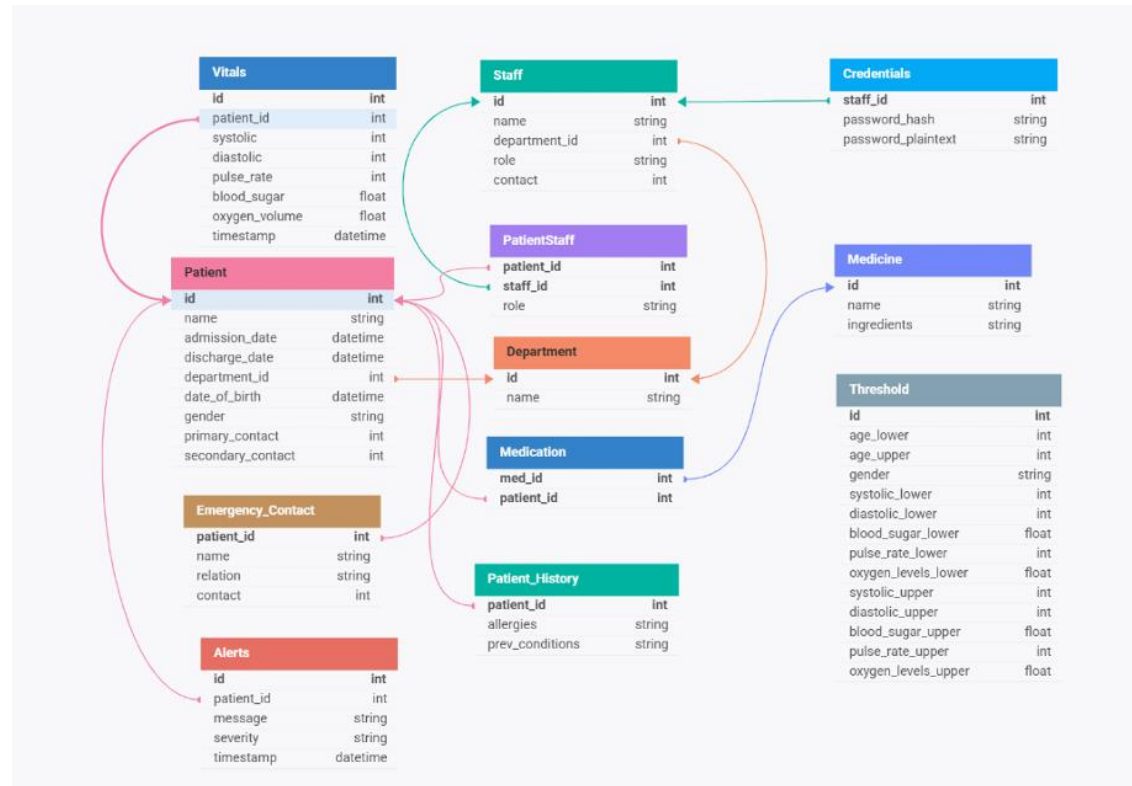 Vitals
id int
patient_id int
systolic int
diastolic int
pulse_rate int
blood_sugar float
oxygen_volume float
timestamp datetime
Patient
id int
name string
admission_date datetime
discharge_date datetime
department_id int
date_of_birth datetime
gender string
primary_contact int
secondary_contact int
Emergency_Contact
patient_id int
name string
relation string
contact int
Alerts
id int
patient_id int
message string
severity string
timestamp datetime
Staff
id int
name string
department_id int
role string
contact int
PatientStaff
patient_id int
staff_id int
role string
Department
id int
name string
Medication
med_id int
patient_id int
Patient_History
patient_id int
allergies string
prev_conditions string
Credentials
staff_id int
password_hash string
password_plaintext string
Medicine
id int
name string
ingredients string
Threshold
id int
age_lower int
age_upper int
gender string
systolic_lower int
diastolic_lower int
blood_sugar_lower float
pulse_rate_lower int
oxygen_levels_lower float
systolic_upper int
diastolic_upper int
blood_sugar_upper float
pulse_rate_upper int
oxygen_levels_upper float